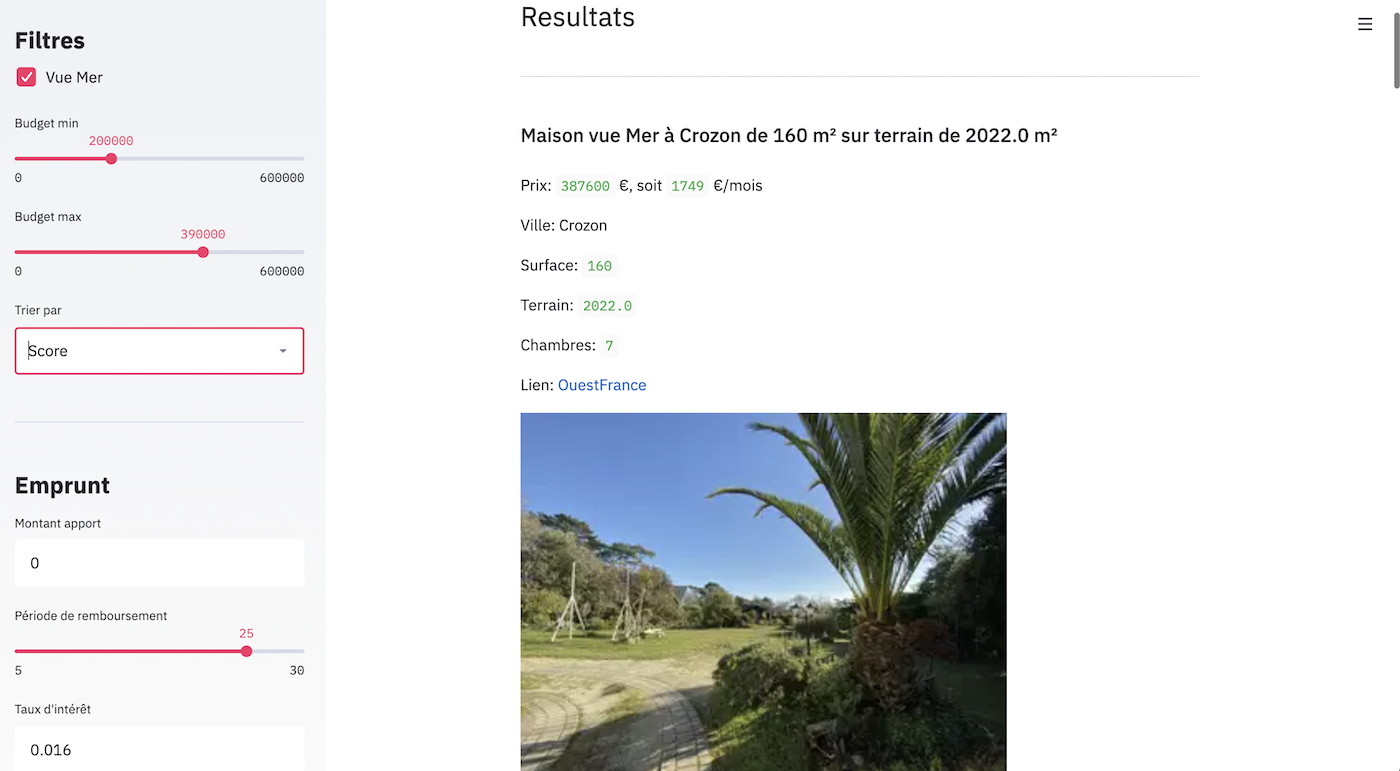 Filtres
Vue Mer
Budget min
200000
0 600000
Budget max
390000
0 600000
Trier par
Score
Emprunt
Montant apport
0
Période de remboursement
25
5 30
Taux d'intérêt
0.016
Resultats
Maison vue Mer à Crozon de 160 m² sur terrain de 2022.0 m²
Prix: 387600 €, soit 1749 €/mois
Ville: Crozon
Surface: 160
Terrain: 2022.0
Chambres: 7
Lien: OuestFrance